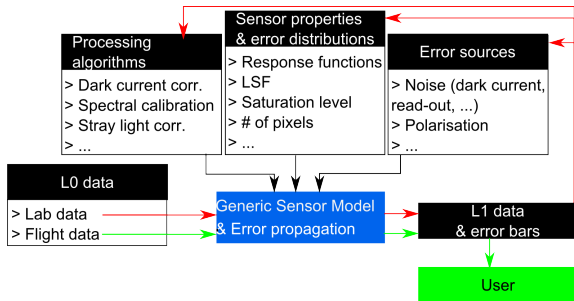 Processing
algorithms
> Dark current corr.
> Spectral calibration
> Stray light corr.
> ...
Sensor properties
& error distributions
> Response functions
> LSF
> Saturation level
> # of pixels
> ...
Error sources
> Noise (dark current,
read-out, ...)
> Polarisation
> ...
L0 data
> Lab data
> Flight data
Generic Sensor Model
& Error propagation
L1 data
& error bars
User